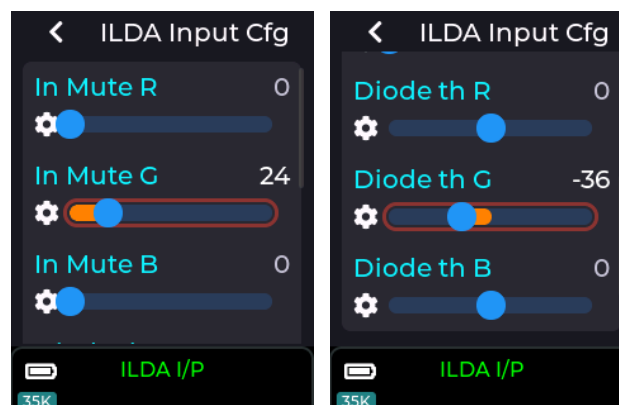 ILDA Input Cfg
In Mute R 0
In Mute G 24
In Mute B 0
ILDA I/P
35K
ILDA Input Cfg
Diode th R 0
Diode th G -36
Diode th B 0
ILDA I/P
35K